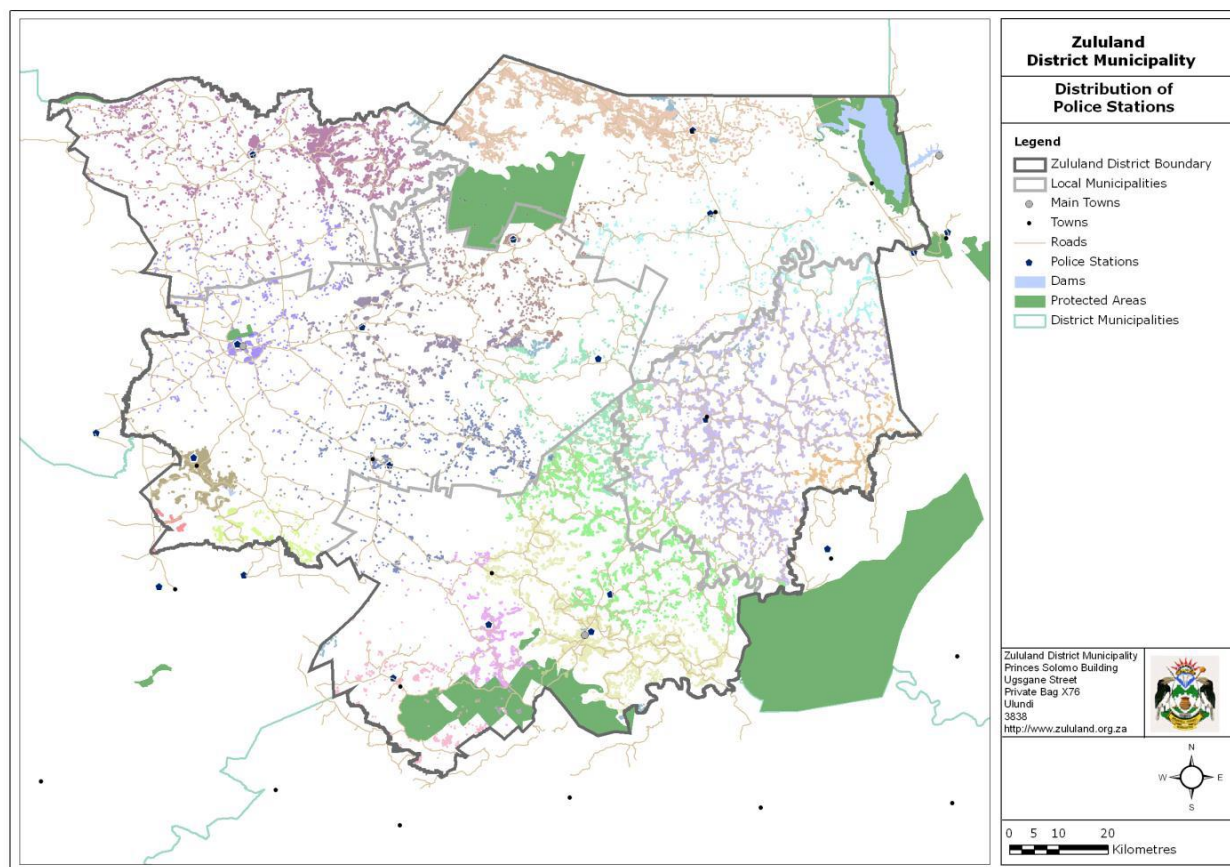 Zululand
District Municipality
Distribution of
Police Stations
Legend
Zululand District Boundary
Local Municipalities
Main Towns
Towns
Roads
Police Stations
Dams
Protected Areas
District Municipalities
Zululand District Municipality
Princes Solomo Building
Ugsgane Street
Private Bag X76
Ulundi
3838
http://www.zululand.org.za
N
W E
S
0 5 10 20
Kilometres